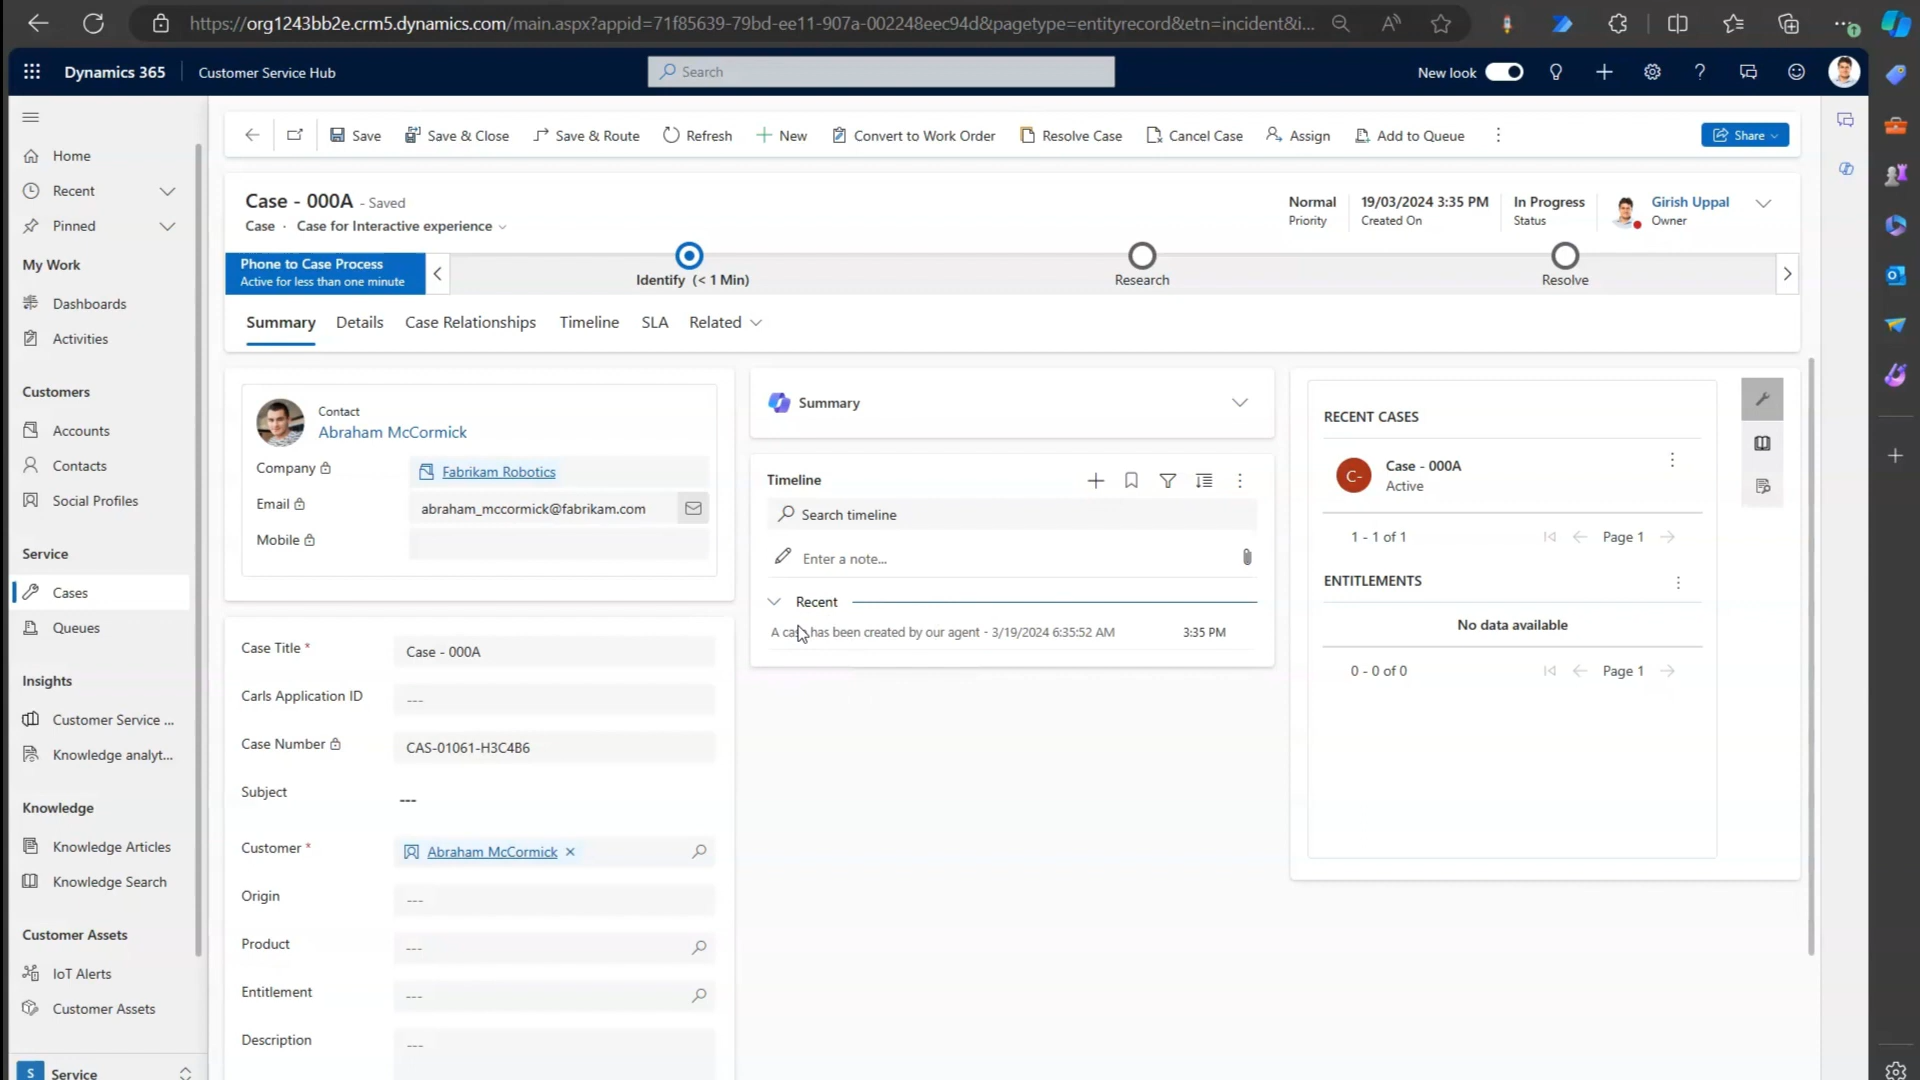 https://org1243bb2e.crm5.dynamics.com/main.aspx?appid=71f85639-79bd-ee11-907a-002248eec94d&pagetype=entityrecord&etn=incident&i...
Dynamics 365
Customer Service Hub
Search
New look
Save
Save & Close
Save & Route
Refresh
New
Convert to Work Order
Resolve Case
Cancel Case
Assign
Add to Queue
Share
Home
Recent
Pinned
My Work
Dashboards
Activities
Customers
Accounts
Contacts
Social Profiles
Service
Cases
Queues
Insights
Customer Service ...
Knowledge analyt...
Knowledge
Knowledge Articles
Knowledge Search
Customer Assets
IoT Alerts
Customer Assets
S Service
Case - 000A - Saved
Case · Case for Interactive experience
Normal
Priority
19/03/2024 3:35 PM
Created On
In Progress
Status
Girish Uppal
Owner
Phone to Case Process
Active for less than one minute
Identify (< 1 Min)
Research
Resolve
Summary
Details
Case Relationships
Timeline
SLA
Related
Contact
Abraham McCormick
Company
Fabrikam Robotics
Email
abraham_mccormick@fabrikam.com
Mobile
Case Title *
Case - 000A
Carls Application ID
---
Case Number
CAS-01061-H3C4B6
Subject
---
Customer *
Abraham McCormick
Origin
---
Product
---
Entitlement
---
Description
---
Summary
Timeline
Search timeline
Enter a note...
Recent
A case has been created by our agent - 3/19/2024 6:35:52 AM
3:35 PM
RECENT CASES
C-
Case - 000A
Active
1 - 1 of 1
Page 1
ENTITLEMENTS
No data available
0 - 0 of 0
Page 1